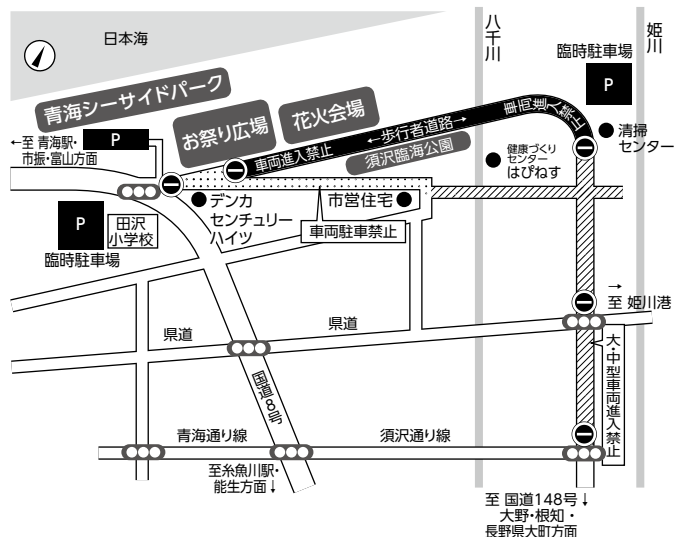 日本海
八千川
姫川
臨時駐車場
P
青海シーサイドパーク
お祭り広場
花火会場
車両進入禁止
←歩行者道路→
車両進入禁止
須沢臨海公園
健康づくり
センター
はぴねす
清掃
センター
←至 青海駅・
市振・富山方面
P
デンカ
センチュリー
ハイツ
市営住宅
車両駐車禁止
P
田沢
小学校
臨時駐車場
→
至 姫川港
県道
県道
国道8号
大・中型車両進入禁止
青海通り線
須沢通り線
至糸魚川駅・
能生方面↓
至 国道148号↓
大野・根知・
長野県大町方面